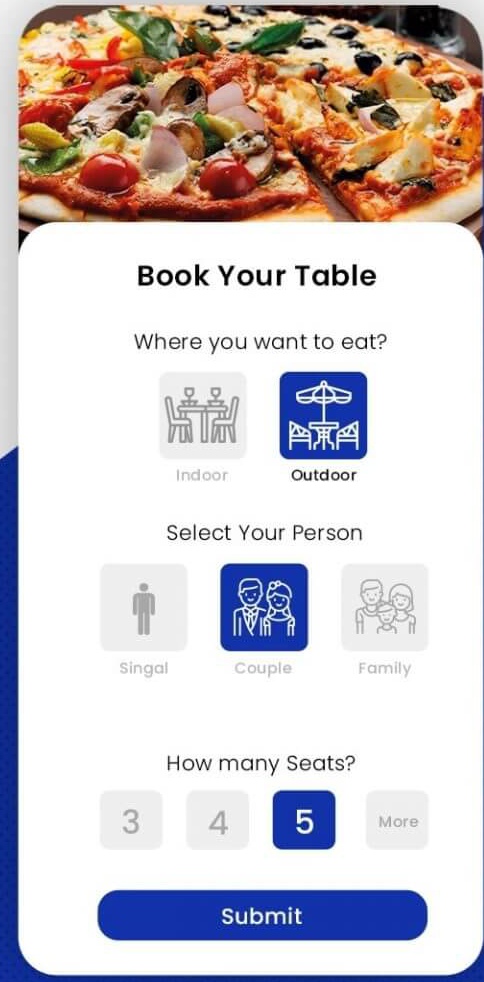 Book Your Table
Where you want to eat?
Indoor Outdoor
Select Your Person
Singal Couple Family
How many Seats?
3 4 5 More
Submit